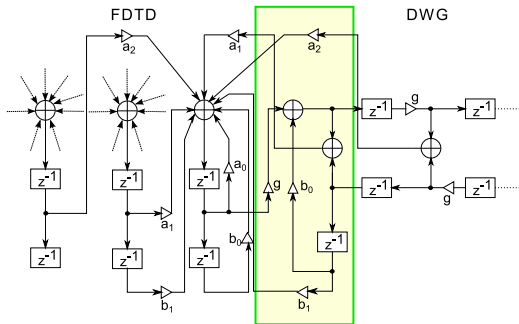 FDTD DWG
a₂ a₁ a₂
z⁻¹ g z⁻¹
z⁻¹ z⁻¹ z⁻¹ a₀ g b₀ z⁻¹ g z⁻¹
a₁ b₀ z⁻¹
z⁻¹ z⁻¹ z⁻¹
b₁ b₁